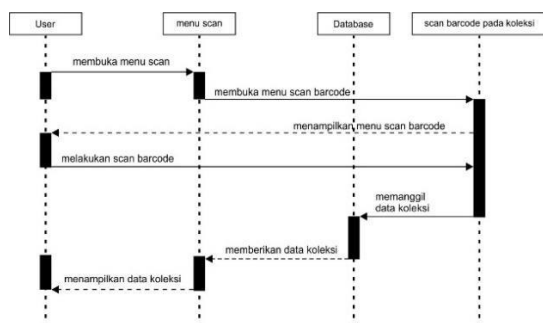 User
menu scan
Database
scan barcode pada koleksi
membuka menu scan
membuka menu scan barcode
menampilkan menu scan barcode
melakukan scan barcode
memanggil
data koleksi
memberikan data koleksi
menampilkan data koleksi